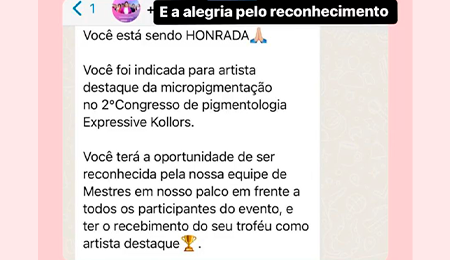 1
E a alegria pelo reconhecimento
Você está sendo HONRADA🙏🏼
Você foi indicada para artista
destaque da micropigmentação
no 2°Congresso de pigmentologia
Expressive Kollors.
Você terá a oportunidade de ser
reconhecida pela nossa equipe de
Mestres em nosso palco em frente a
todos os participantes do evento, e
ter o recebimento do seu troféu como
artista destaque🏆.